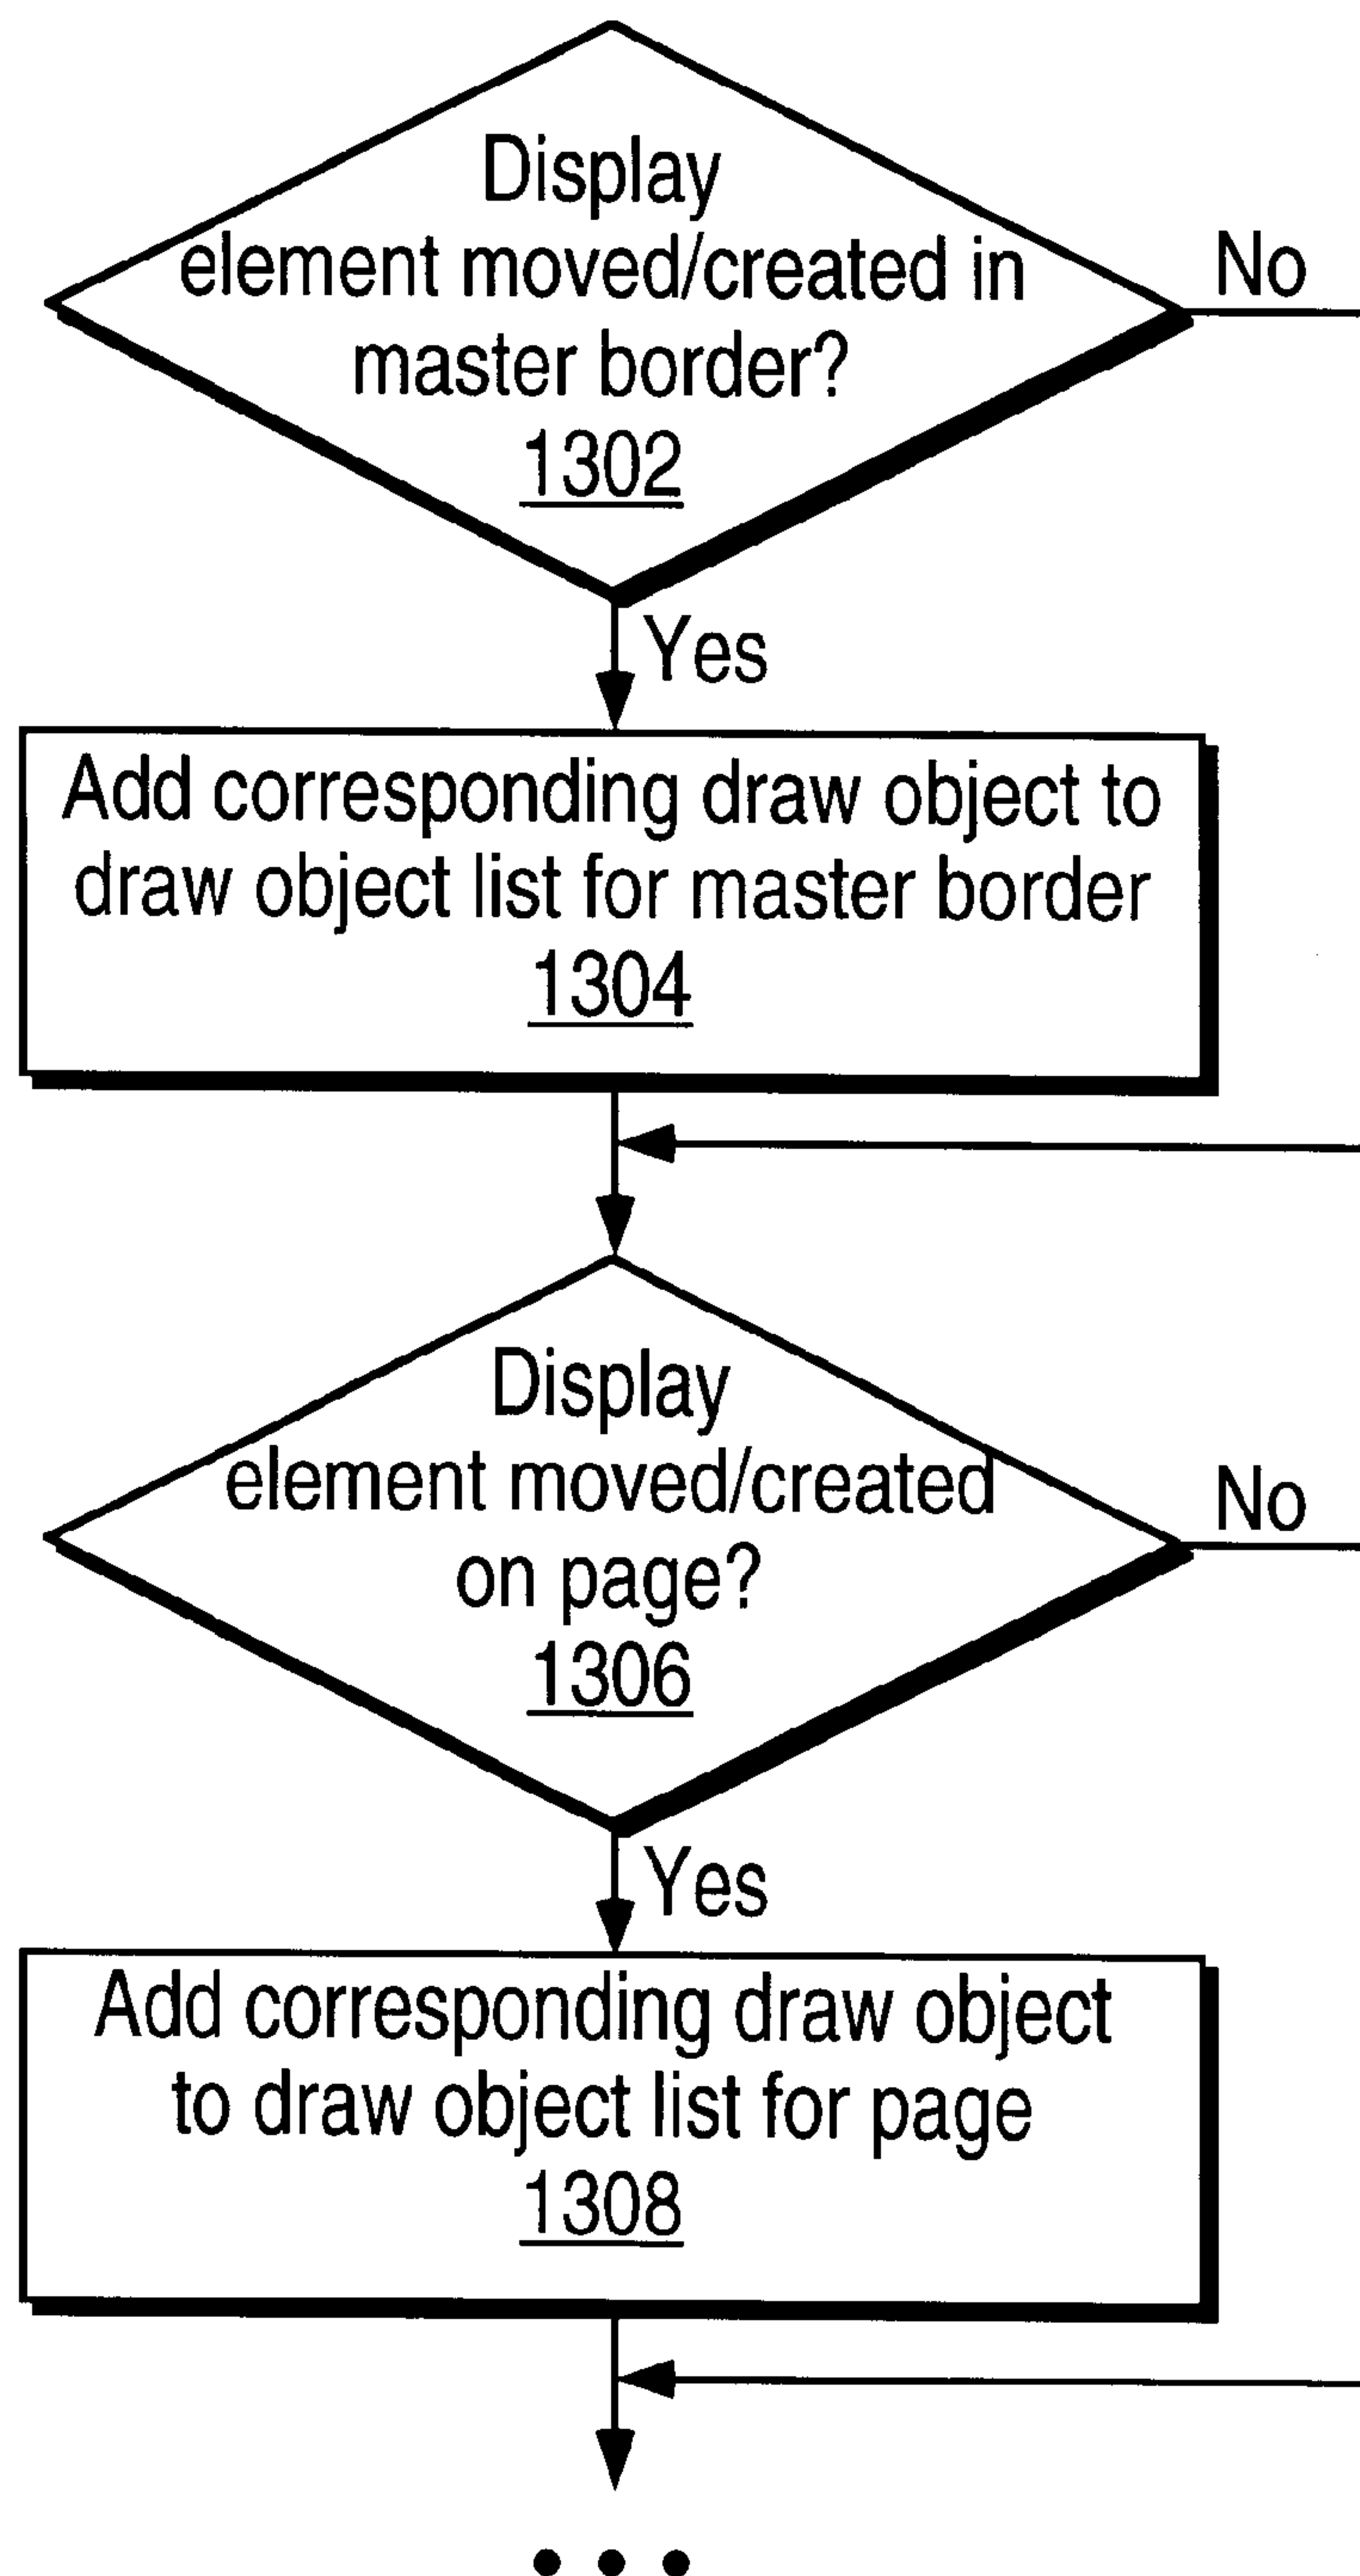 Display
element moved/created in
master border?
1302
No
Yes
Add corresponding draw object to
draw object list for master border
1304
Display
element moved/created
on page?
1306
No
Yes
Add corresponding draw object
to draw object list for page
1308
• • •